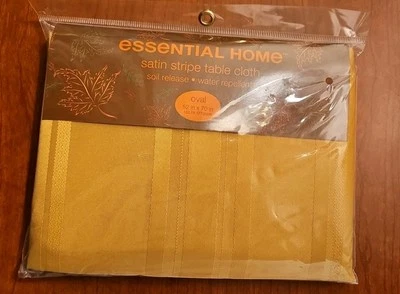 essential home
satin stripe table cloth
soil release • water repellent
oval